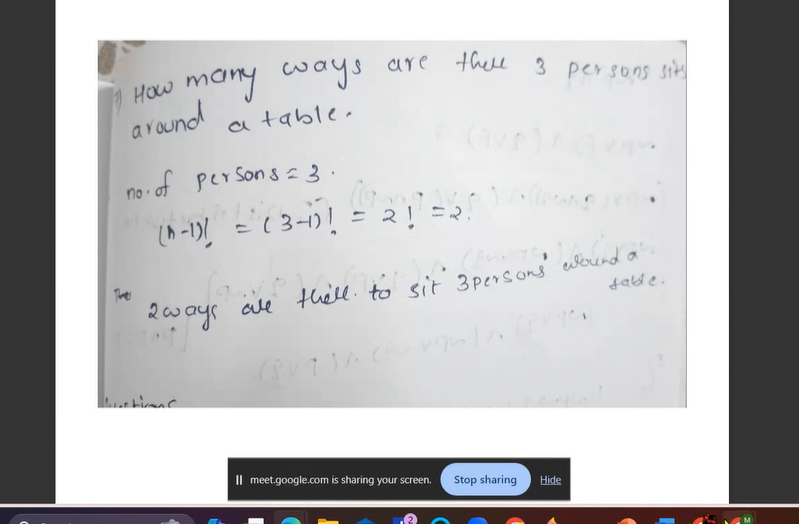 1) How many ways are there 3 persons sits
around a table.
no. of persons = 3.
(n-1)! = (3-1)! = 2! = 2.
The
2 ways are there to sit 3 persons around a
table.
meet.google.com is sharing your screen. Stop sharing Hide
2
M